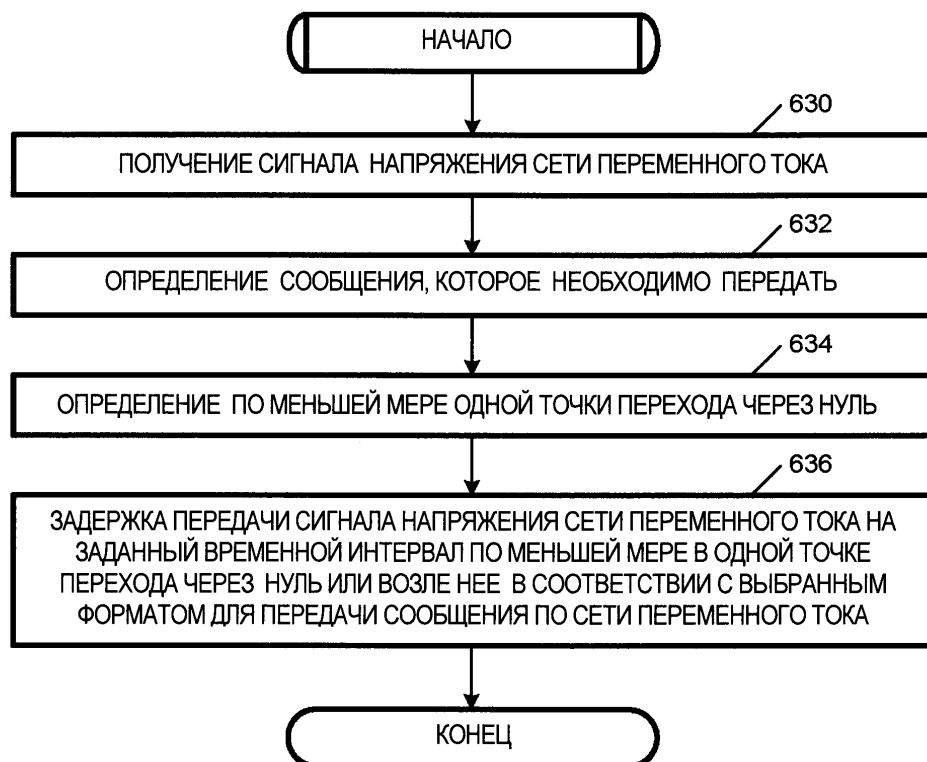 НАЧАЛО
630
ПОЛУЧЕНИЕ СИГНАЛА НАПРЯЖЕНИЯ СЕТИ ПЕРЕМЕННОГО ТОКА
632
ОПРЕДЕЛЕНИЕ СООБЩЕНИЯ, КОТОРОЕ НЕОБХОДИМО ПЕРЕДАТЬ
634
ОПРЕДЕЛЕНИЕ ПО МЕНЬШЕЙ МЕРЕ ОДНОЙ ТОЧКИ ПЕРЕХОДА ЧЕРЕЗ НУЛЬ
636
ЗАДЕРЖКА ПЕРЕДАЧИ СИГНАЛА НАПРЯЖЕНИЯ СЕТИ ПЕРЕМЕННОГО ТОКА НА
ЗАДАННЫЙ ВРЕМЕННОЙ ИНТЕРВАЛ ПО МЕНЬШЕЙ МЕРЕ В ОДНОЙ ТОЧКЕ
ПЕРЕХОДА ЧЕРЕЗ НУЛЬ ИЛИ ВОЗЛЕ НЕЕ В СООТВЕТСТВИИ С ВЫБРАННЫМ
ФОРМАТОМ ДЛЯ ПЕРЕДАЧИ СООБЩЕНИЯ ПО СЕТИ ПЕРЕМЕННОГО ТОКА
КОНЕЦ